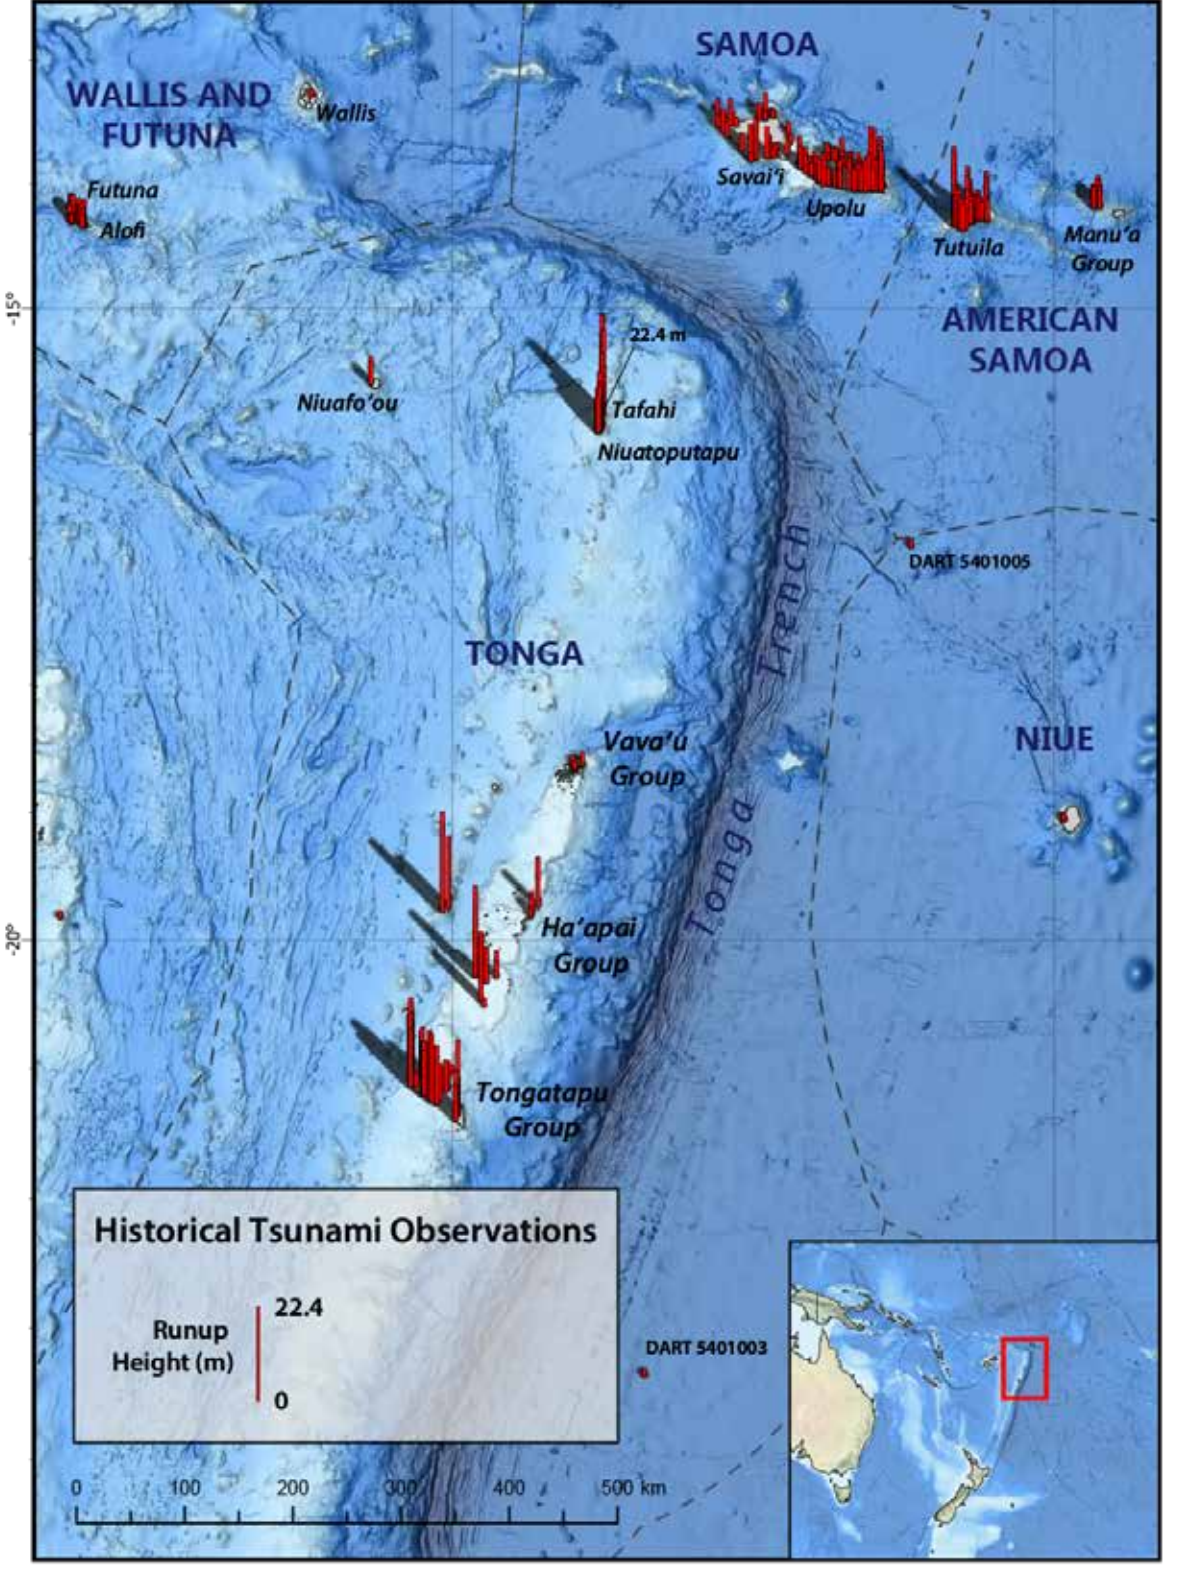 SAMOA
WALLIS AND
FUTUNA
Wallis
Futuna
Alofi
Savai‘i
Upolu
Tutuila
Manu‘a
Group
-15°
AMERICAN
SAMOA
22.4 m
Niuafo‘ou
Tafahi
Niuatoputapu
DART 5401005
Tonga Trench
TONGA
NIUE
Vava‘u
Group
Ha‘apai
Group
-20°
Tongatapu
Group
Historical Tsunami Observations
22.4
Runup
Height (m)
0
DART 5401003
0 100 200 300 400 500 km